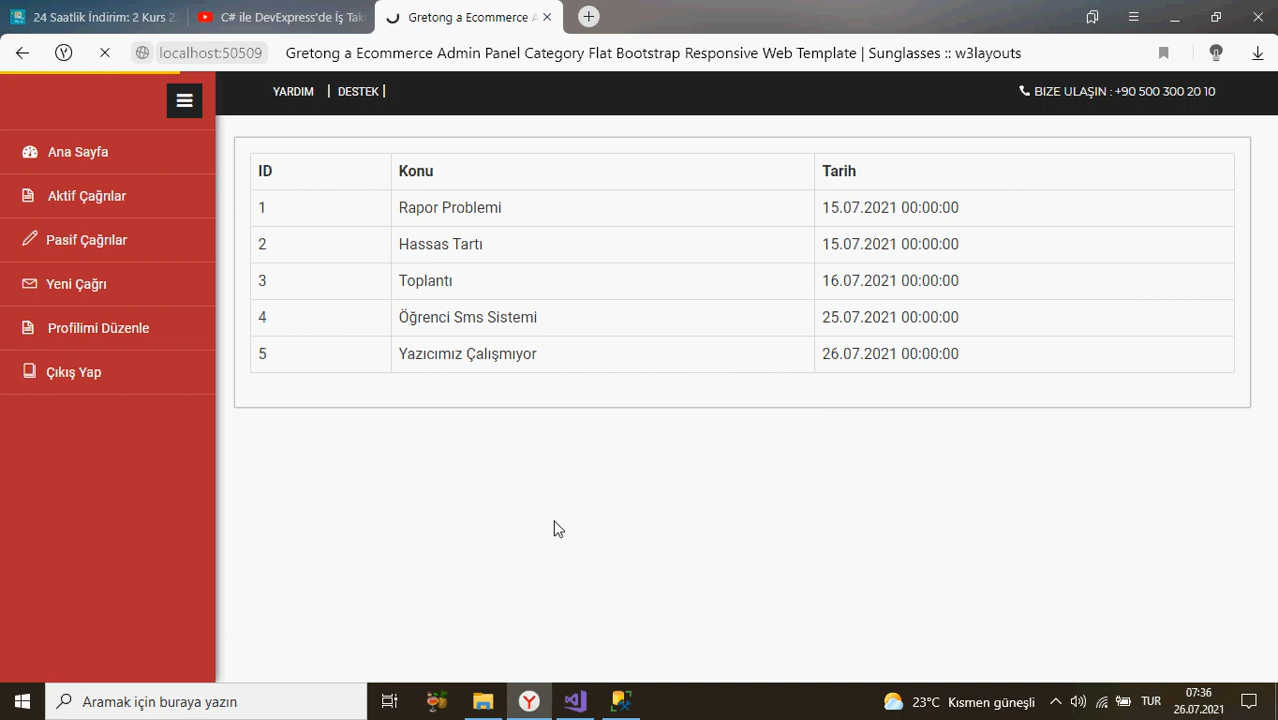 24 Saatlik İndirim: 2 Kurs 2
C# ile DevExpress'de İş Tak
Gretong a Ecommerce A
localhost:50509
Gretong a Ecommerce Admin Panel Category Flat Bootstrap Responsive Web Template | Sunglasses :: w3layouts
YARDIM | DESTEK |
BIZE ULAŞIN : +90 500 300 20 10
Ana Sayfa
Aktif Çağrılar
Pasif Çağrılar
Yeni Çağrı
Profilimi Düzenle
Çıkış Yap
ID Konu Tarih
1 Rapor Problemi 15.07.2021 00:00:00
2 Hassas Tartı 15.07.2021 00:00:00
3 Toplantı 16.07.2021 00:00:00
4 Öğrenci Sms Sistemi 25.07.2021 00:00:00
5 Yazıcımız Çalışmıyor 26.07.2021 00:00:00
Aramak için buraya yazın
23°C Kısmen güneşli
TUR
07:36
26.07.2021